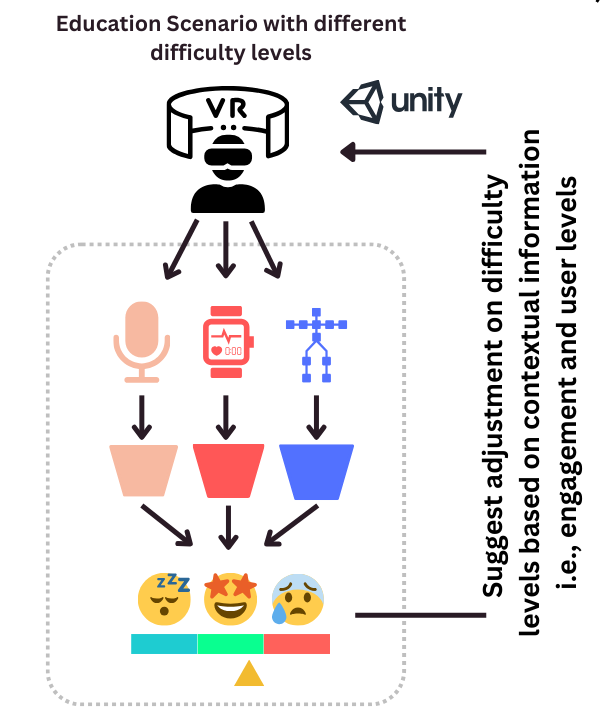 Education Scenario with different
difficulty levels
VR
unity
Suggest adjustment on difficulty
levels based on contextual information
i.e., engagement and user levels
0:00
zzz